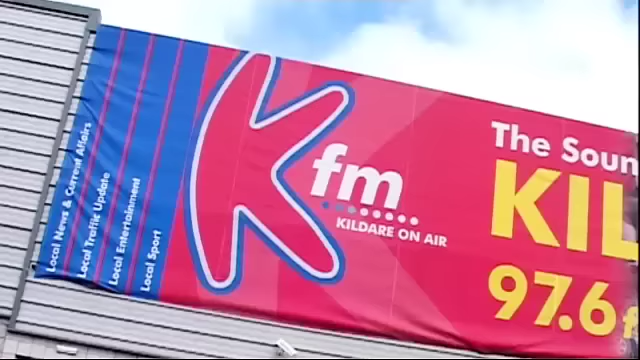 Local News & Current Affairs
Local Traffic Update
Local Entertainment
Local Sport
Kfm
KILDARE ON AIR
The Soun
KIL
97.6